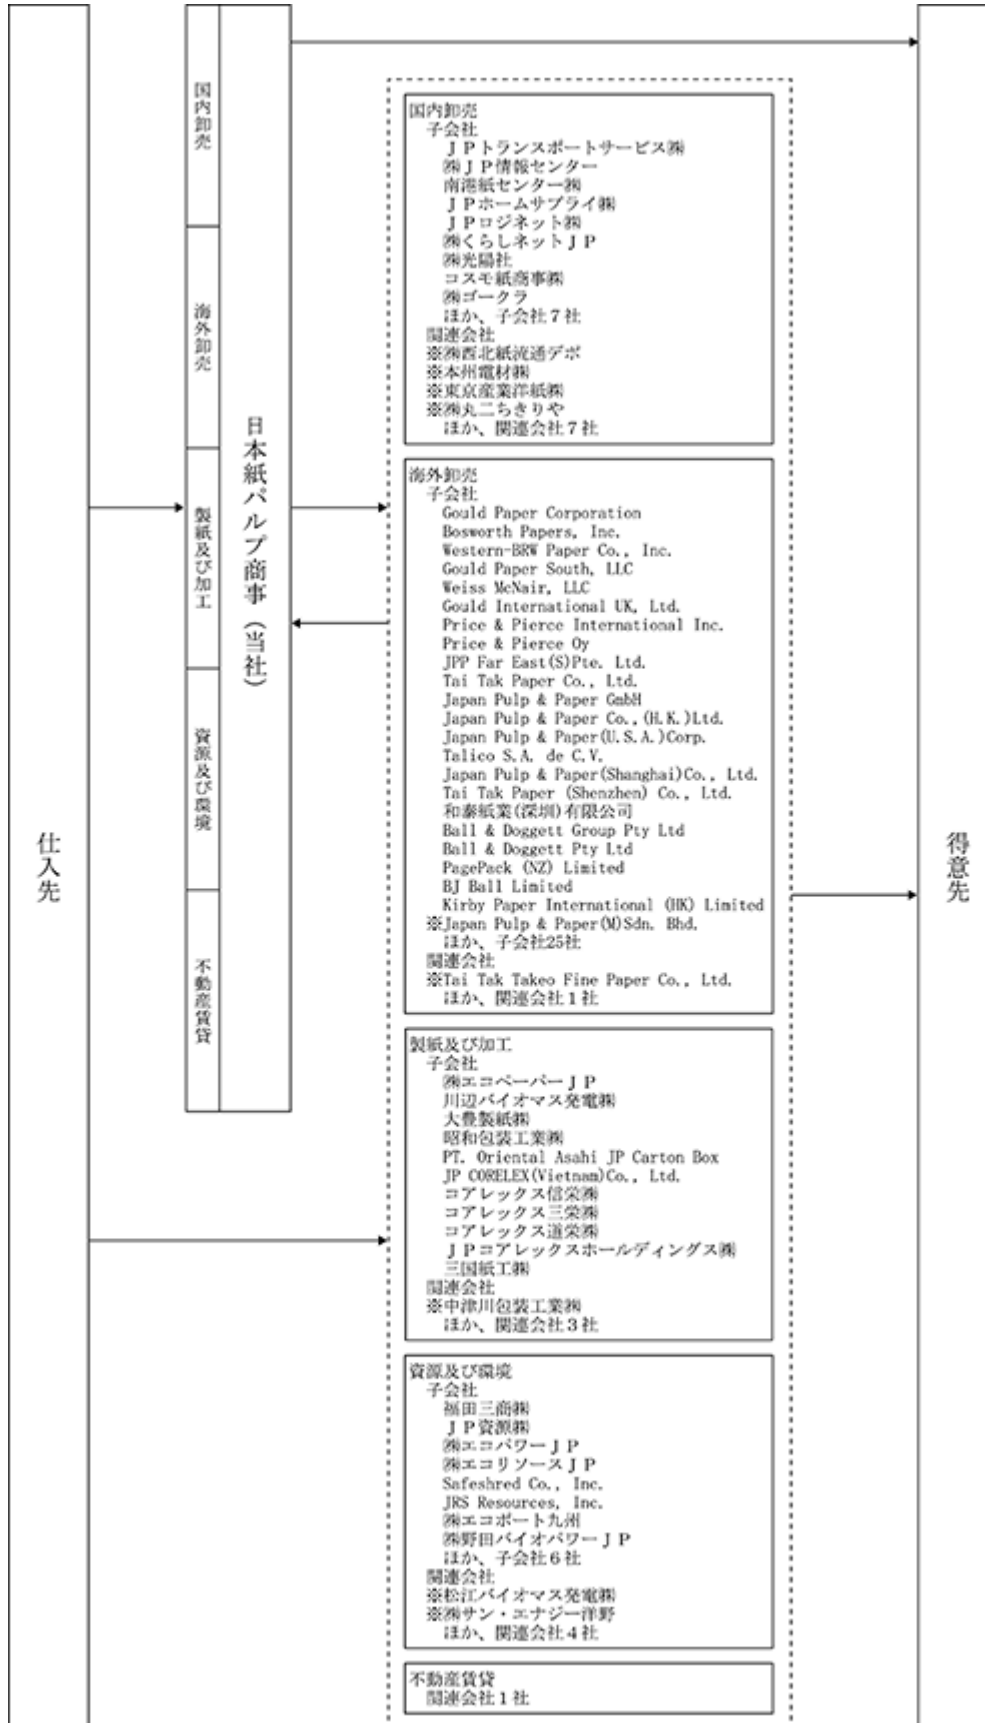 仕入先
国内卸売
海外卸売
製紙及び加工
資源及び環境
不動産賃貸
日本紙パルプ商事（当社）
国内卸売
子会社
ＪＰトランスポートサービス㈱
㈱ＪＰ情報センター
南港紙センター㈱
ＪＰホームサプライ㈱
ＪＰロジネット㈱
㈱くらしネットＪＰ
㈱光陽社
コスモ紙商事㈱
㈱ゴークラ
ほか、子会社７社
関連会社
※㈱西北紙流通デポ
※本州電材㈱
※東京産業洋紙㈱
※㈱丸二ちきりや
ほか、関連会社７社
海外卸売
子会社
Gould Paper Corporation
Bosworth Papers, Inc.
Western-BRW Paper Co., Inc.
Gould Paper South, LLC
Weiss McNair, LLC
Gould International UK, Ltd.
Price & Pierce International Inc.
Price & Pierce Oy
JPP Far East(S)Pte. Ltd.
Tai Tak Paper Co., Ltd.
Japan Pulp & Paper GmbH
Japan Pulp & Paper Co.,(H.K.)Ltd.
Japan Pulp & Paper(U.S.A.)Corp.
Talico S.A. de C.V.
Japan Pulp & Paper(Shanghai)Co., Ltd.
Tai Tak Paper (Shenzhen) Co., Ltd.
和泰紙業(深圳)有限公司
Ball & Doggett Group Pty Ltd
Ball & Doggett Pty Ltd
PagePack (NZ) Limited
BJ Ball Limited
Kirby Paper International (HK) Limited
※Japan Pulp & Paper(M)Sdn. Bhd.
ほか、子会社25社
関連会社
※Tai Tak Takeo Fine Paper Co., Ltd.
ほか、関連会社１社
製紙及び加工
子会社
㈱エコペーパーＪＰ
川辺バイオマス発電㈱
大豊製紙㈱
昭和包装工業㈱
PT. Oriental Asahi JP Carton Box
JP CORELEX(Vietnam)Co., Ltd.
コアレックス信栄㈱
コアレックス三栄㈱
コアレックス道栄㈱
ＪＰコアレックスホールディングス㈱
三国紙工㈱
関連会社
※中津川包装工業㈱
ほか、関連会社３社
資源及び環境
子会社
福田三商㈱
ＪＰ資源㈱
㈱エコパワーＪＰ
㈱エコリソースＪＰ
Safeshred Co., Inc.
JRS Resources, Inc.
㈱エコポート九州
㈱野田バイオパワーＪＰ
ほか、子会社６社
関連会社
※松江バイオマス発電㈱
※㈱サン・エナジー洋野
ほか、関連会社４社
不動産賃貸
関連会社１社
得意先